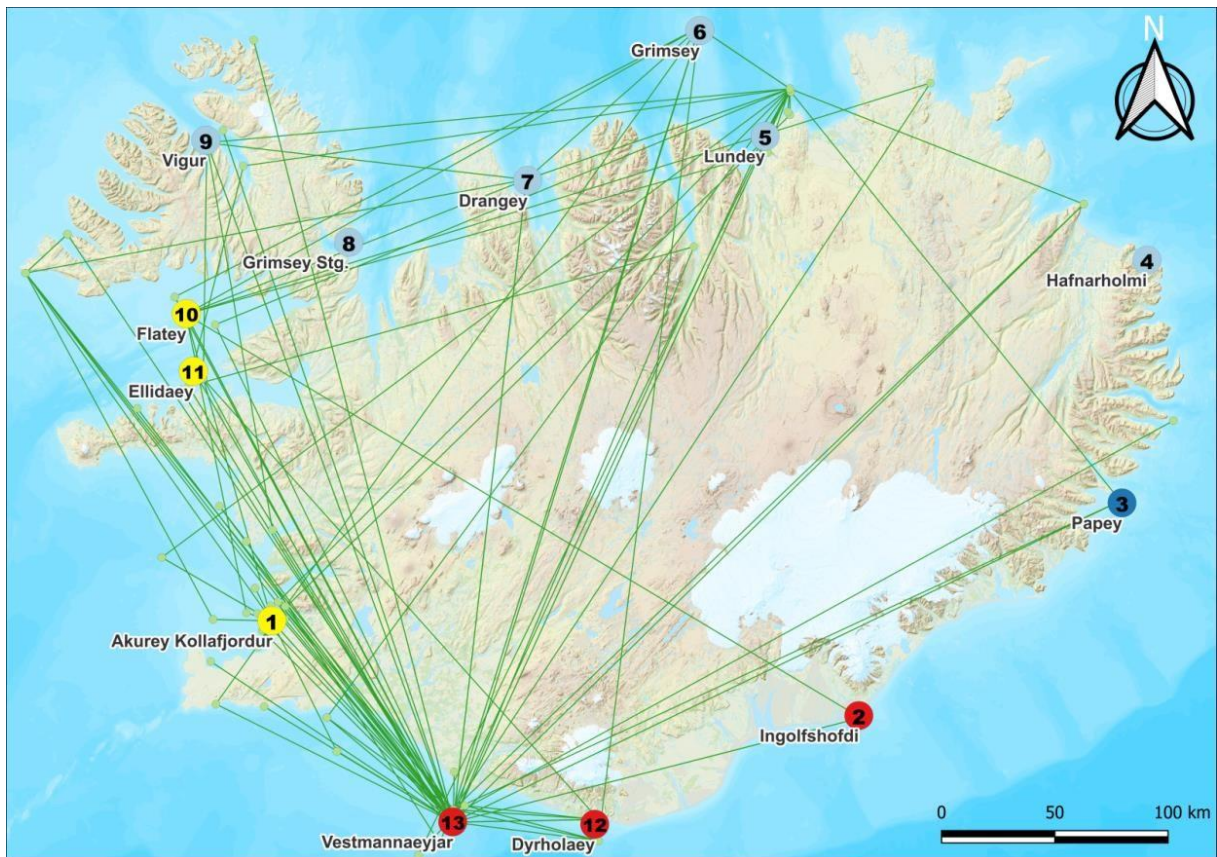 N
6
Grimsey
5
Lundey
9
Vigur
7
Drangey
8
Grimsey Stg.
4
Hafnarholmi
10
Flatey
11
Ellidaey
3
Papey
1
Akurey Kollafjordur
2
Ingolfshofdi
13
Vestmannaeyjar
12
Dyrholaey
0 50 100 km